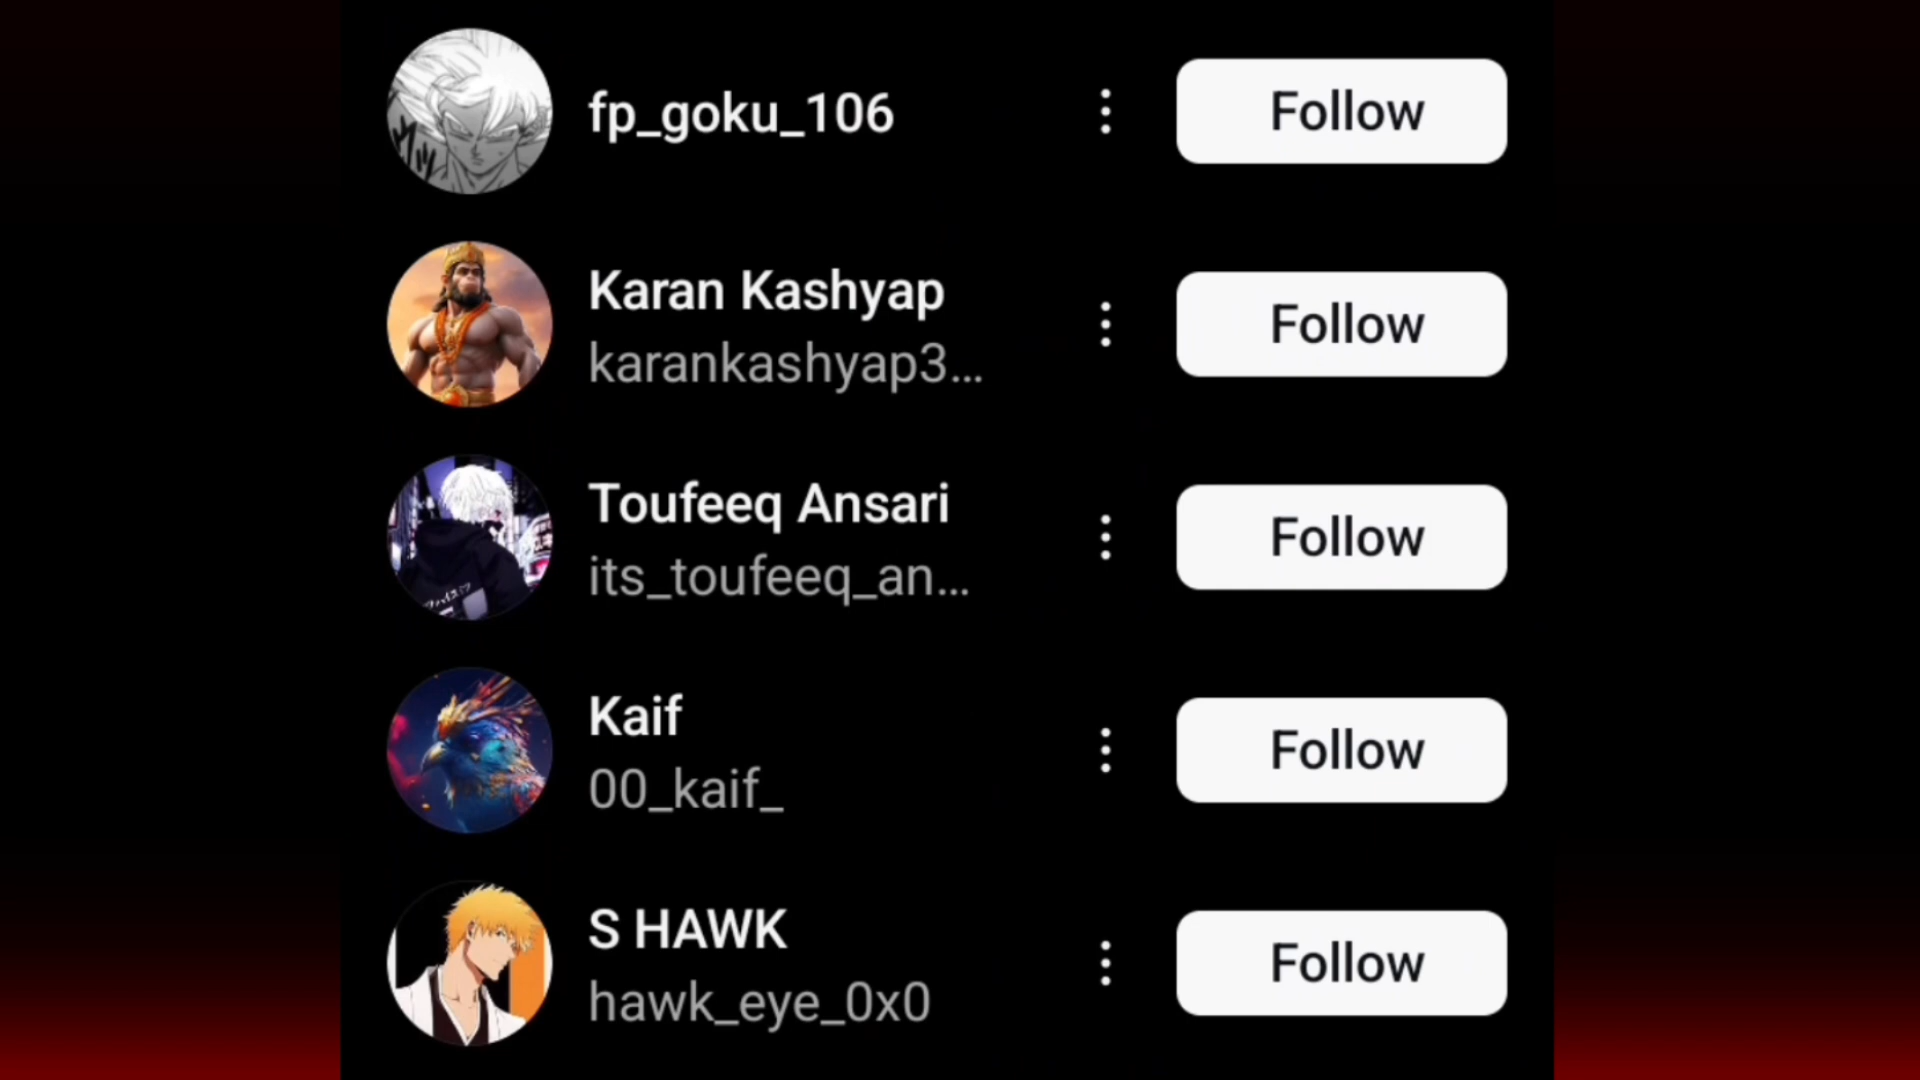 fp_goku_106
Follow
Karan Kashyap
karankashyap3...
Follow
Toufeeq Ansari
its_toufeeq_an...
Follow
Kaif
00_kaif_
Follow
S HAWK
hawk_eye_0x0
Follow